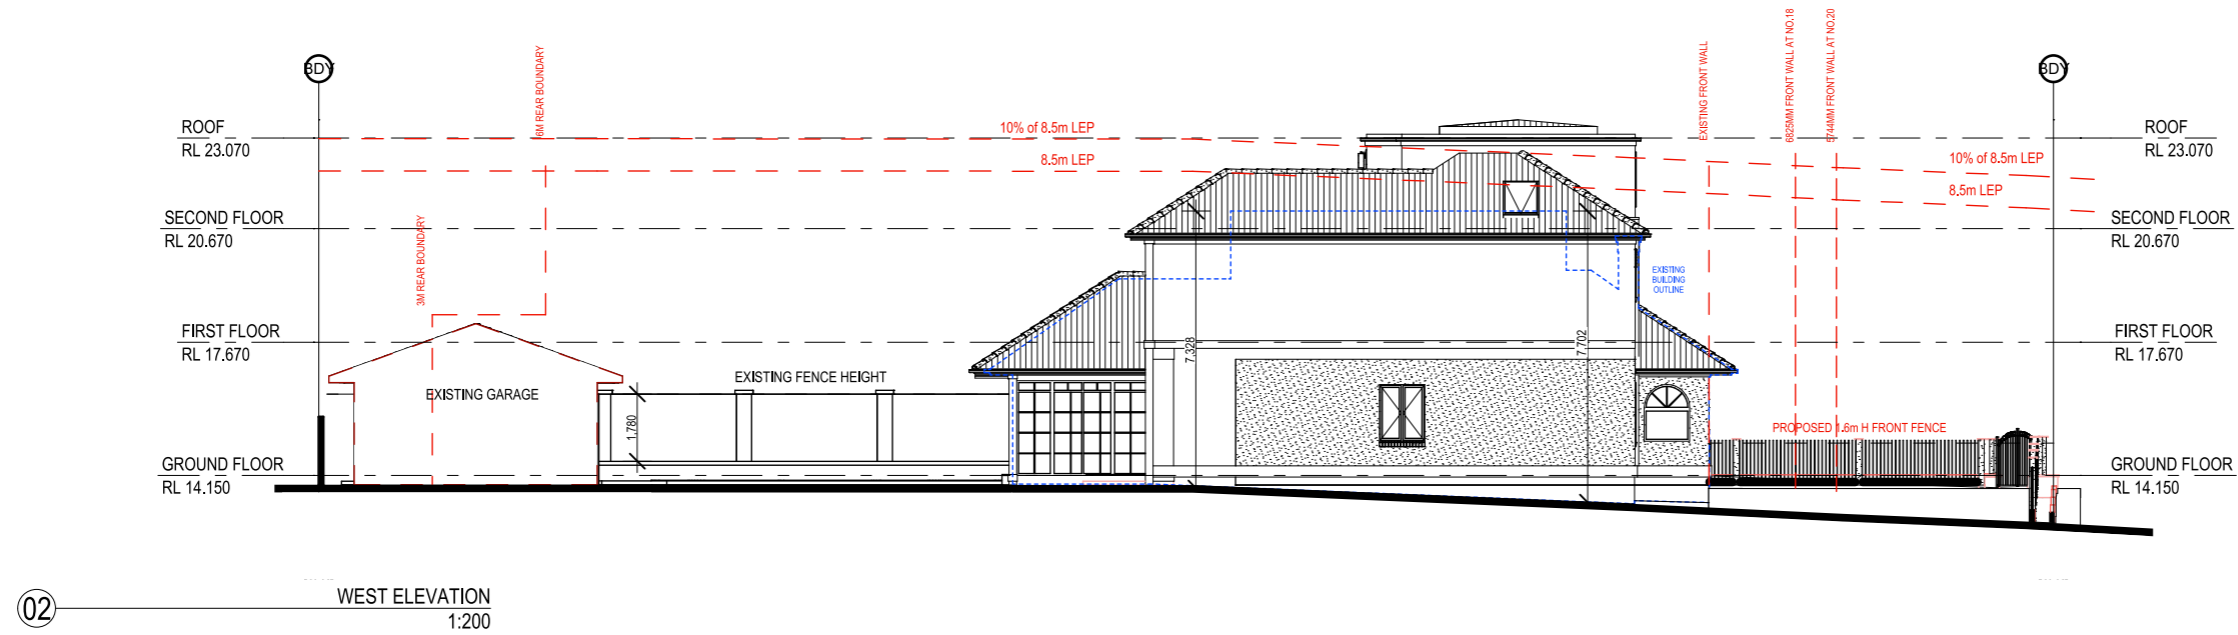 BDY
BDY
6M REAR BOUNDARY
EXISTING FRONT WALL
6825MM FRONT WALL AT NO.18
5744MM FRONT WALL AT NO.20
ROOF
RL 23.070
10% of 8.5m LEP
ROOF
RL 23.070
8.5m LEP
10% of 8.5m LEP
8.5m LEP
3M REAR BOUNDARY
SECOND FLOOR
RL 20.670
SECOND FLOOR
RL 20.670
EXISTING
BUILDING
OUTLINE
FIRST FLOOR
RL 17.670
7,328
7,702
FIRST FLOOR
RL 17.670
EXISTING GARAGE
EXISTING FENCE HEIGHT
1,780
PROPOSED 1.6m H FRONT FENCE
GROUND FLOOR
RL 14.150
GROUND FLOOR
RL 14.150
02
WEST ELEVATION
1:200